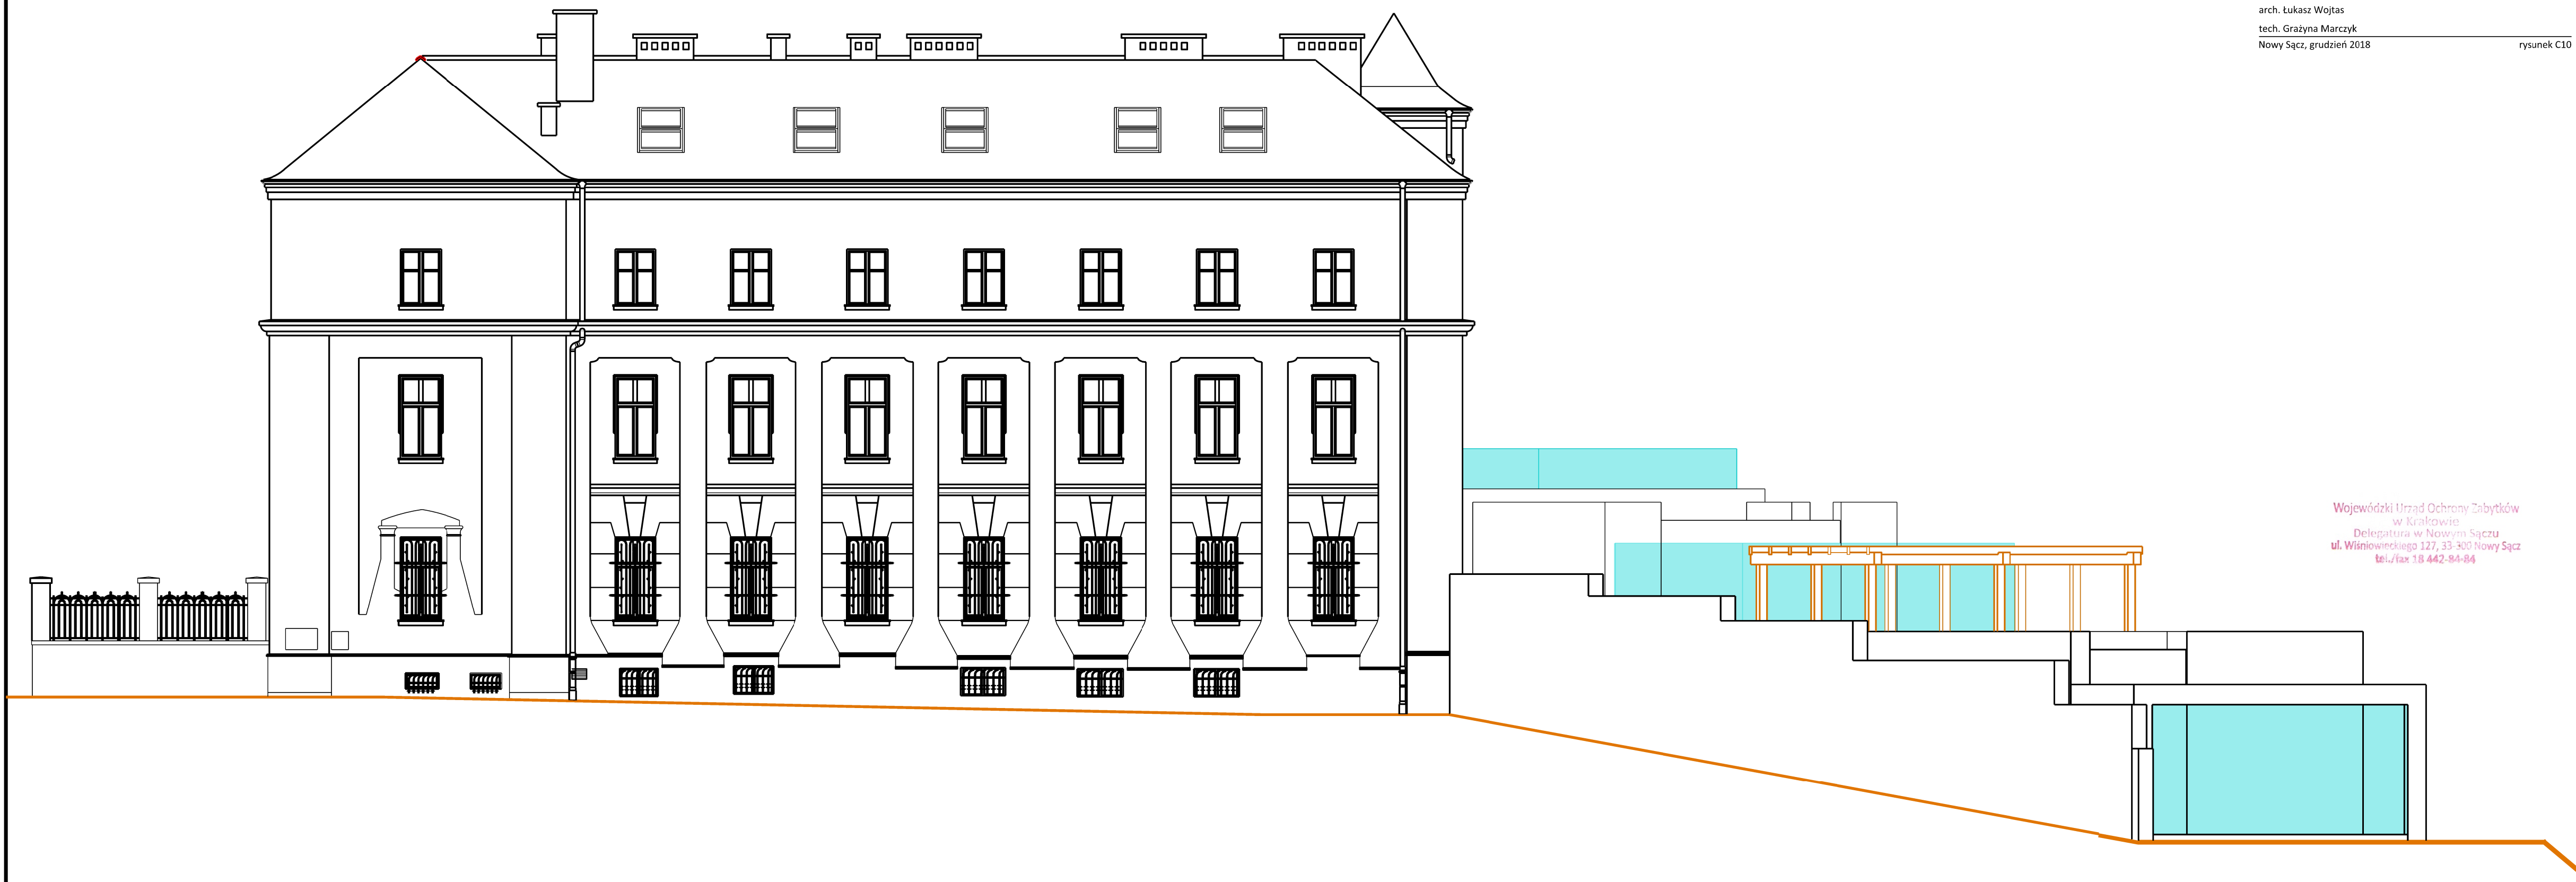 arch. Łukasz Wojtas
tech. Grażyna Marczyk
Nowy Sącz, grudzień 2018
rysunek C10
Wojewódzki Urząd Ochrony Zabytków
w Krakowie
Delegatura w Nowym Sączu
ul. Wiśniowieckiego 127, 33-300 Nowy Sącz
tel./fax 18 442-84-84